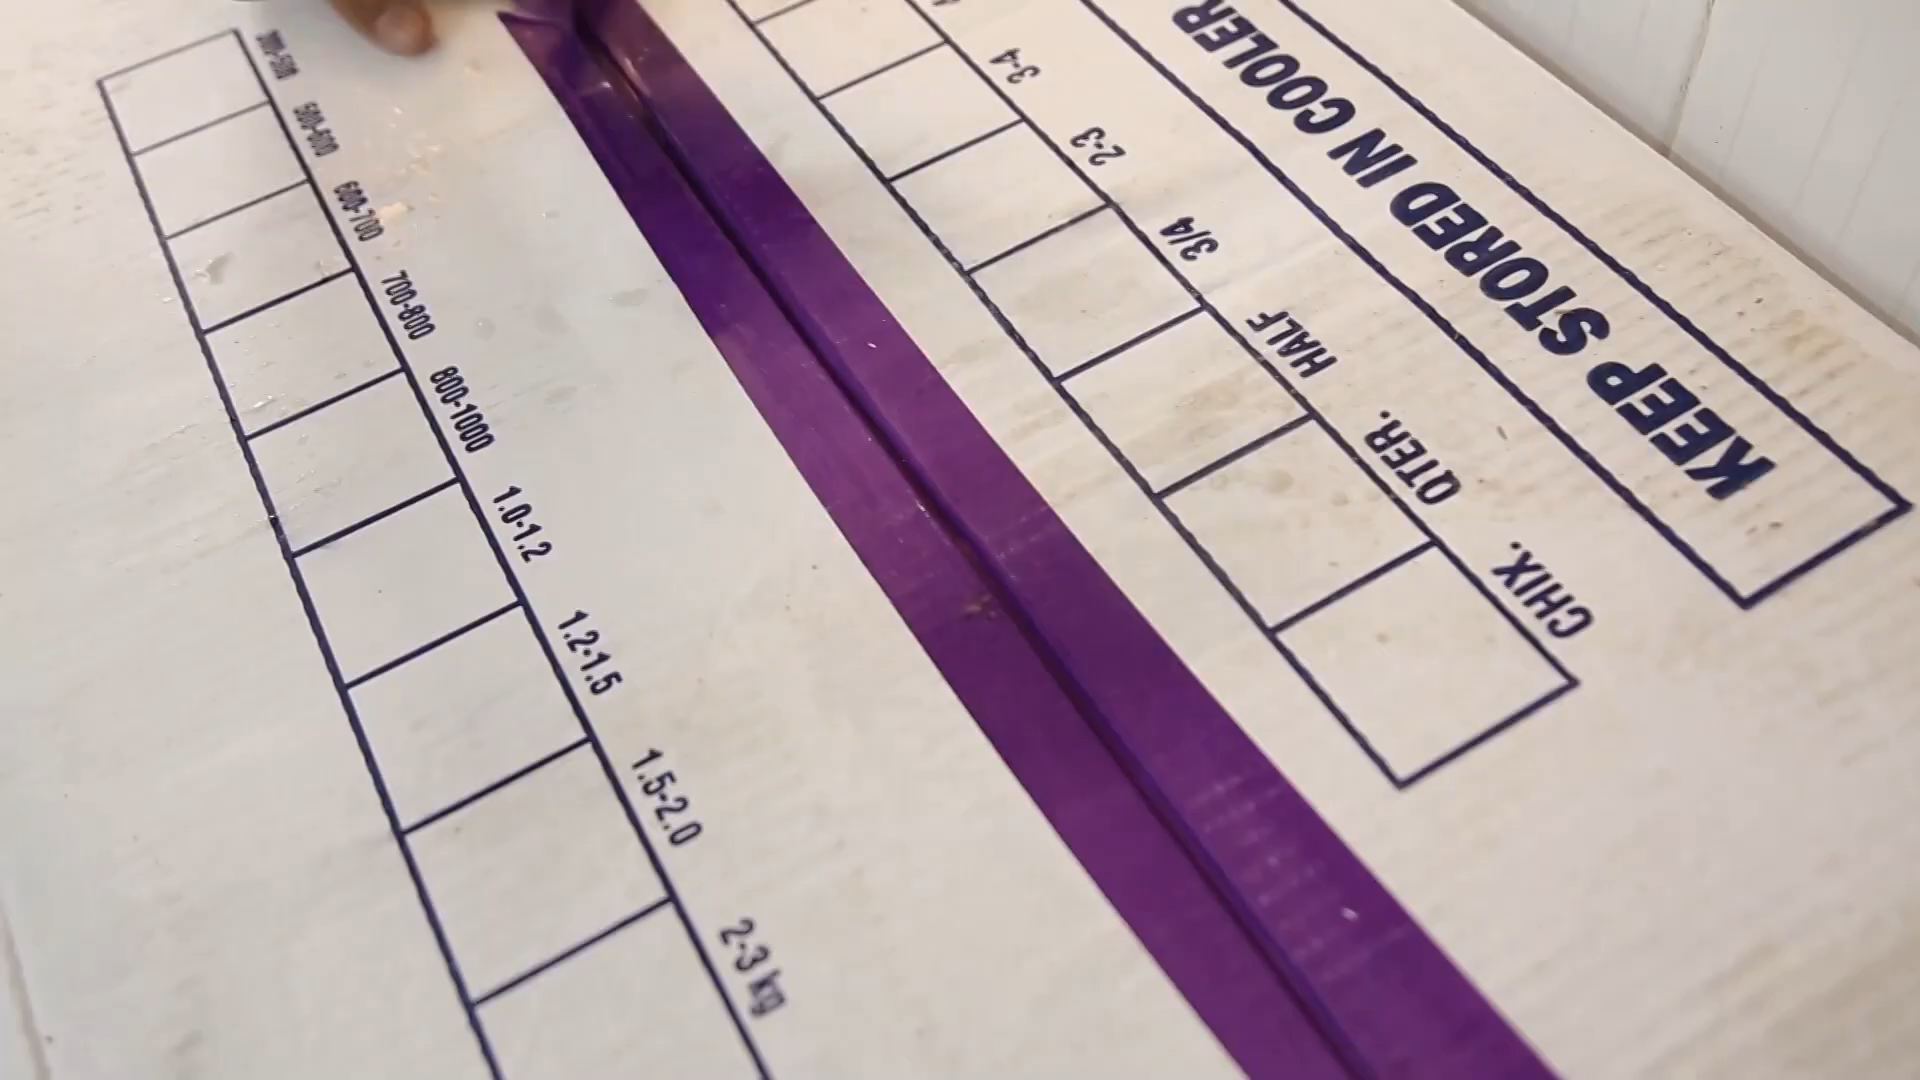 KEEP STORED IN COOLER
CHIX.
QTER.
HALF
3/4
2-3
3-4
500-600
600-700
700-800
800-1000
1.0-1.2
1.2-1.5
1.5-2.0
2-3 kg